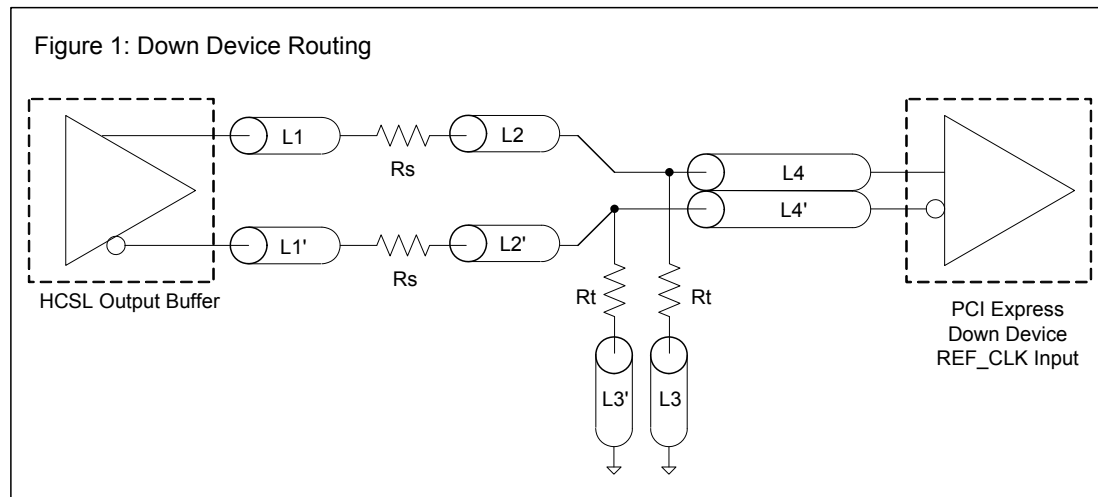 Figure 1: Down Device Routing
L1
Rs
L2
L4
L4'
L1'
Rs
L2'
HCSL Output Buffer
Rt
Rt
L3'
L3
PCI Express
Down Device
REF_CLK Input